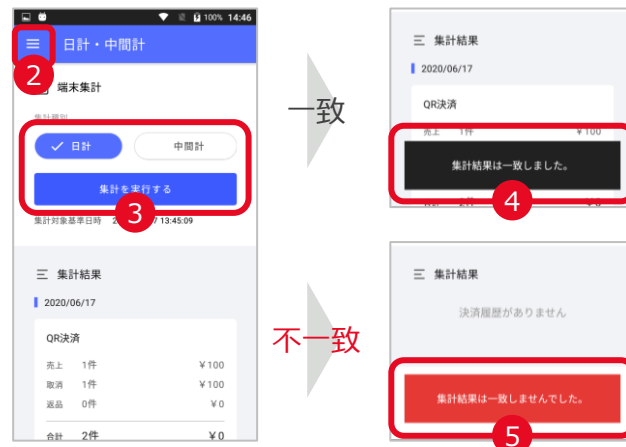 100% 14:46
日計・中間計
2
端末集計
集計種別
日計
中間計
集計を実行する
3
集計対象基準日時
13:45:09
集計結果
2020/06/17
QR決済
売上 1件 ¥100
取消 1件 ¥100
返品 0件 ¥0
合計 2件 ¥0
一致
不一致
集計結果
2020/06/17
QR決済
売上 1件 ¥100
集計結果は一致しました。
4
集計結果
決済履歴がありません
集計結果は一致しませんでした。
5